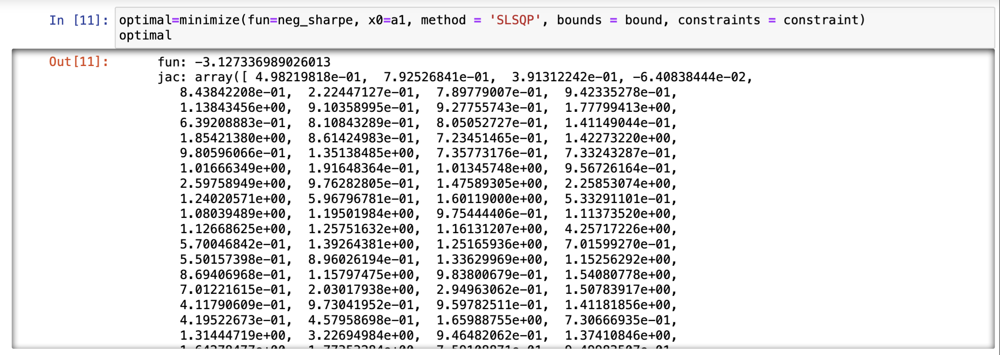 In [11]: optimal=minimize(fun=neg_sharpe, x0=a1, method = 'SLSQP', bounds = bound, constraints = constraint)
optimal
Out[11]: fun: -3.127336989026013
jac: array([ 4.98219818e-01, 7.92526841e-01, 3.91312242e-01, -6.40838444e-02,
8.43842208e-01, 2.22447127e-01, 7.89779007e-01, 9.42335278e-01,
1.13843456e+00, 9.10358995e-01, 9.27755743e-01, 1.77799413e+00,
6.39208883e-01, 8.10843289e-01, 8.05052727e-01, 1.41149044e-01,
1.85421380e+00, 8.61424983e-01, 7.23451465e-01, 1.42273220e+00,
9.80596066e-01, 1.35138485e+00, 7.35773176e-01, 7.33243287e-01,
1.01666349e+00, 1.91648364e-01, 1.01345748e+00, 9.56726164e-01,
2.59758949e+00, 9.76282805e-01, 1.47589305e+00, 2.25853074e+00,
1.24020571e+00, 5.96796781e-01, 1.60119000e+00, 5.33291101e-01,
1.08039489e+00, 1.19501984e+00, 9.75444406e-01, 1.11373520e+00,
1.12668625e+00, 1.25751632e+00, 1.16131207e+00, 4.25717226e+00,
5.70046842e-01, 1.39264381e+00, 1.25165936e+00, 7.01599270e-01,
5.50157398e-01, 8.96026194e-01, 1.33629969e+00, 1.15256292e+00,
8.69406968e-01, 1.15797475e+00, 9.83800679e-01, 1.54080778e+00,
7.01221615e-01, 2.03017938e+00, 2.94963062e-01, 1.50783917e+00,
4.11790609e-01, 9.73041952e-01, 9.59782511e-01, 1.41181856e+00,
4.19522673e-01, 4.57958698e-01, 1.65988755e+00, 7.30666935e-01,
1.31444719e+00, 3.22694984e+00, 9.46482062e-01, 1.37410846e+00,